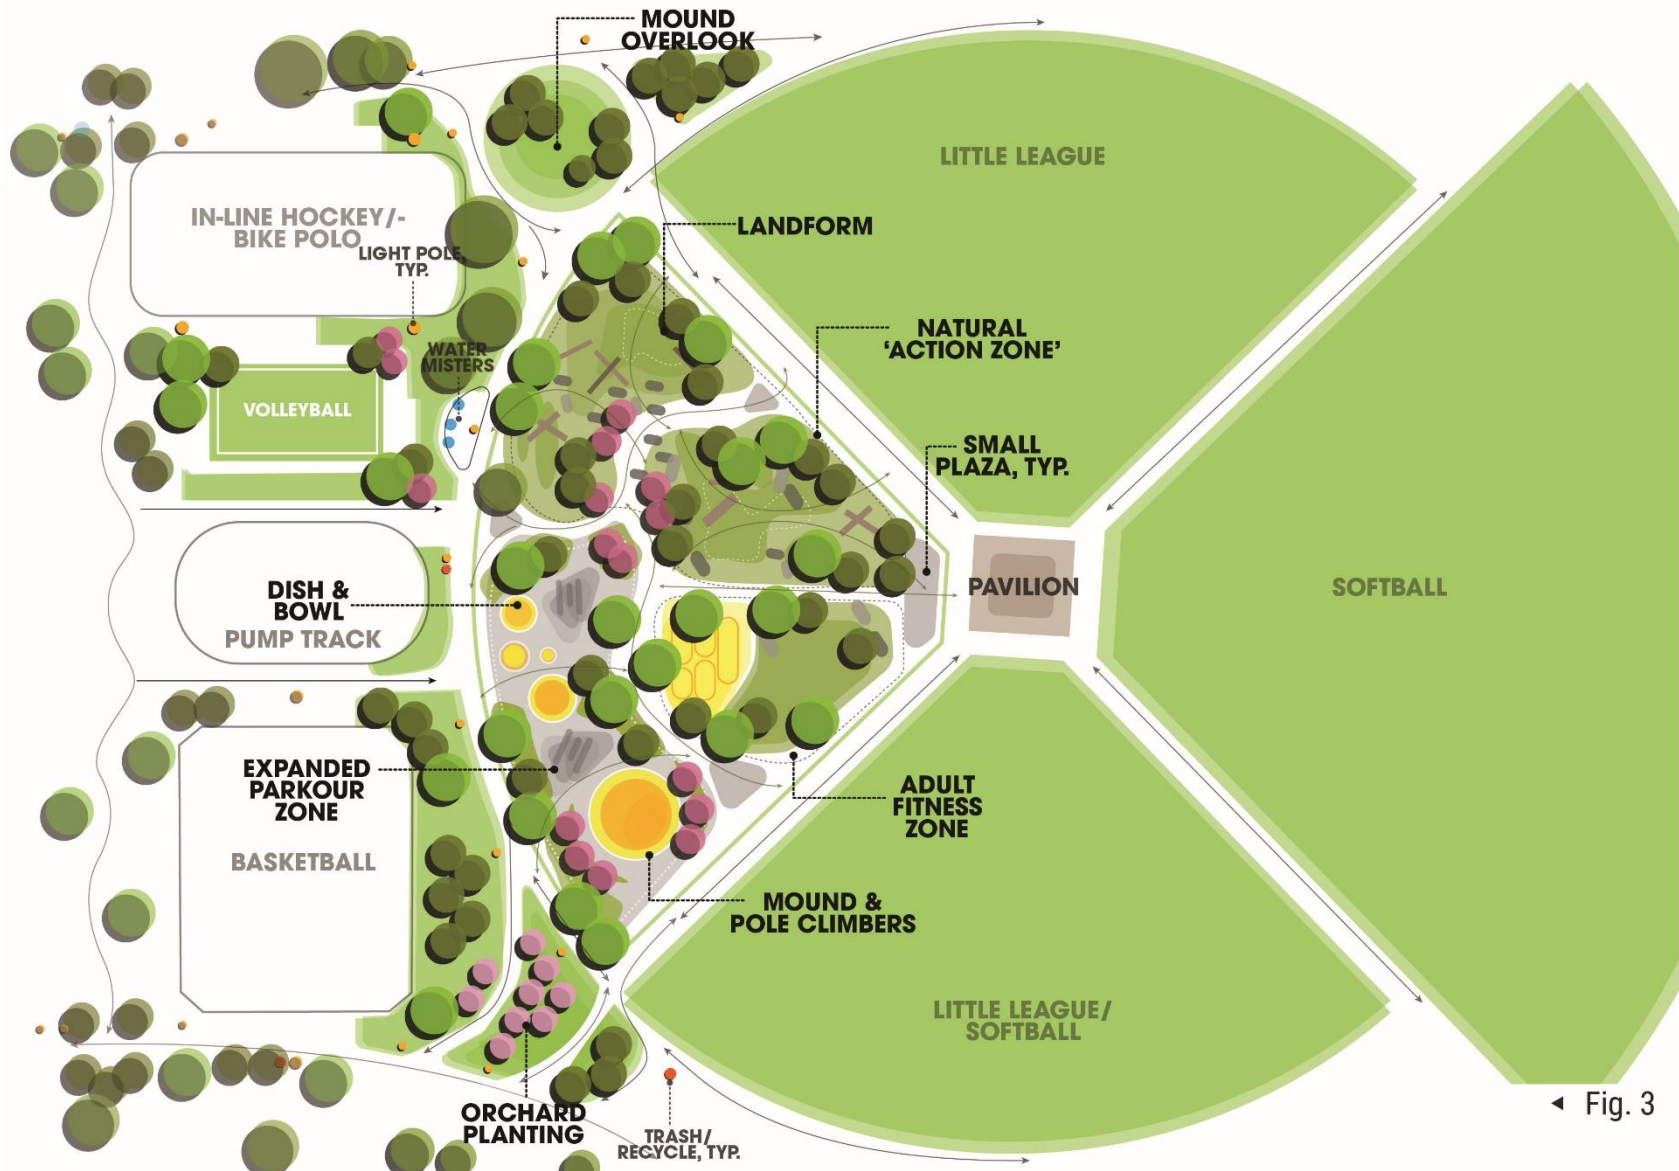 MOUND
OVERLOOK
LITTLE LEAGUE
IN-LINE HOCKEY/-
BIKE POLO
LIGHT POLE,
TYP.
LANDFORM
NATURAL
'ACTION ZONE'
WATER
MISTERS
VOLLEYBALL
SMALL
PLAZA, TYP.
DISH &
BOWL
PUMP TRACK
PAVILION
SOFTBALL
EXPANDED
PARKOUR
ZONE
ADULT
FITNESS
ZONE
BASKETBALL
MOUND &
POLE CLIMBERS
LITTLE LEAGUE/
SOFTBALL
ORCHARD
PLANTING
TRASH/
RECYCLE, TYP.
◄ Fig. 3